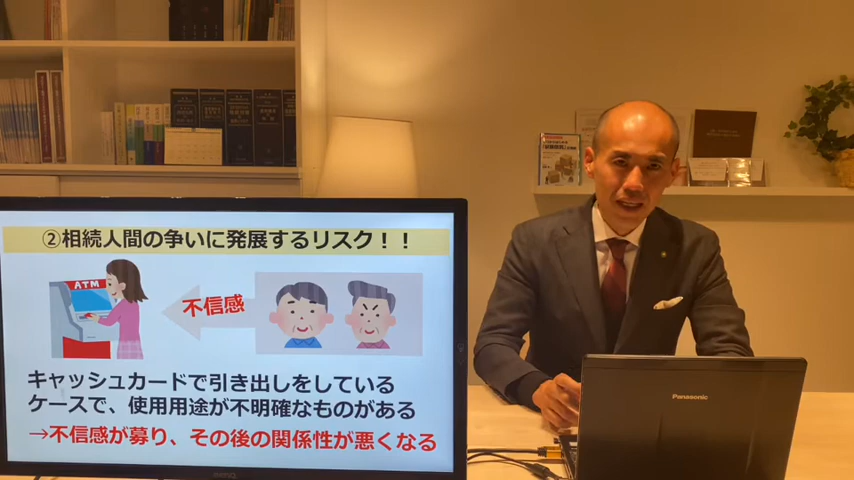 ②相続人間の争いに発展するリスク！！
ATM
不信感
キャッシュカードで引き出しをしている
ケースで、使用用途が不明確なものがある
→不信感が募り、その後の関係性が悪くなる
Panasonic